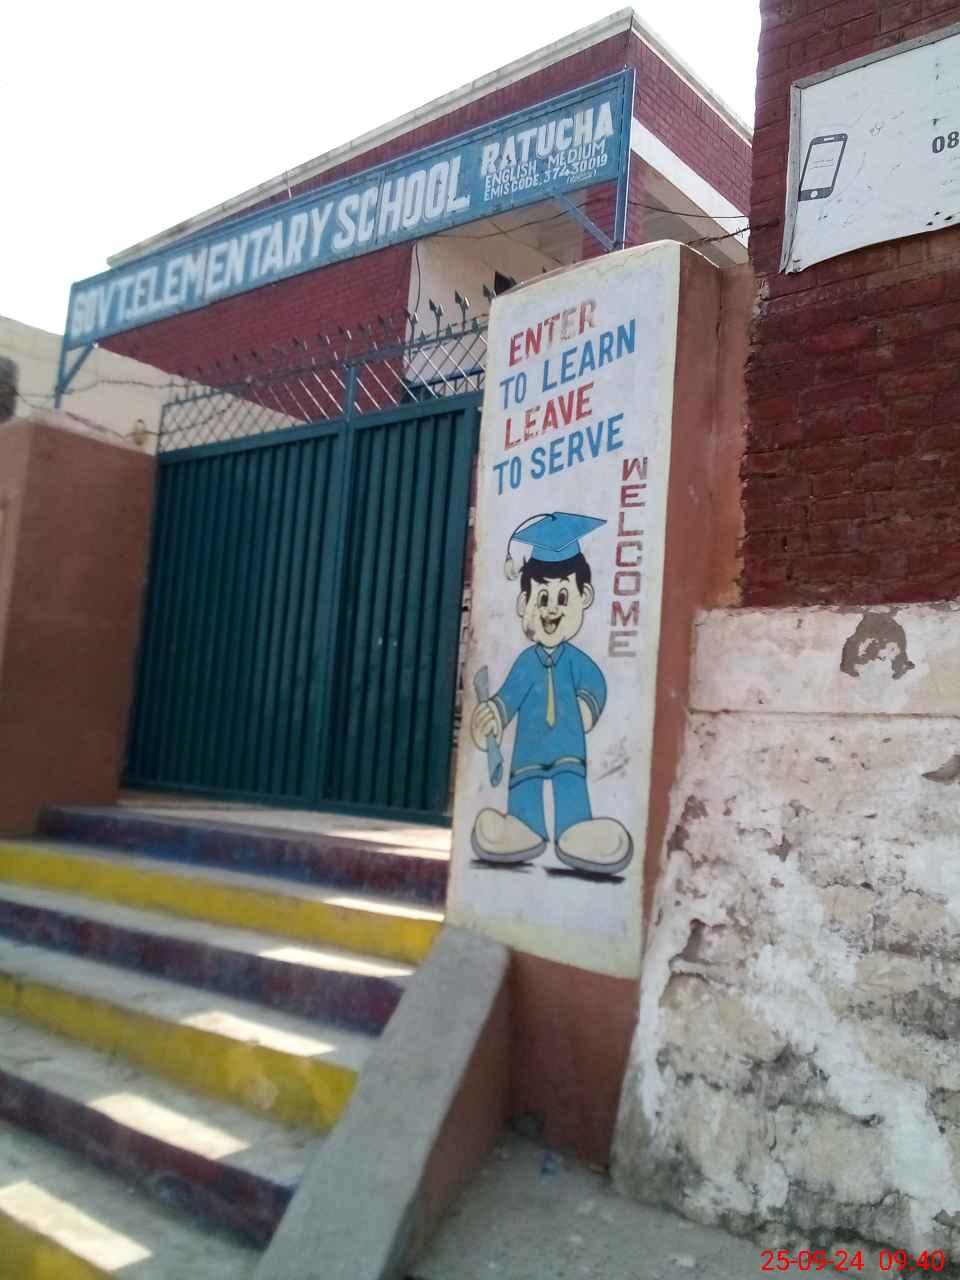 GOVT.ELEMENTARY SCHOOL RATUCHA
ENGLISH MEDIUM
EMIS CODE.37430019
ENTER
TO LEARN
LEAVE
TO SERVE
WELCOME
08
25-09-24 09:40